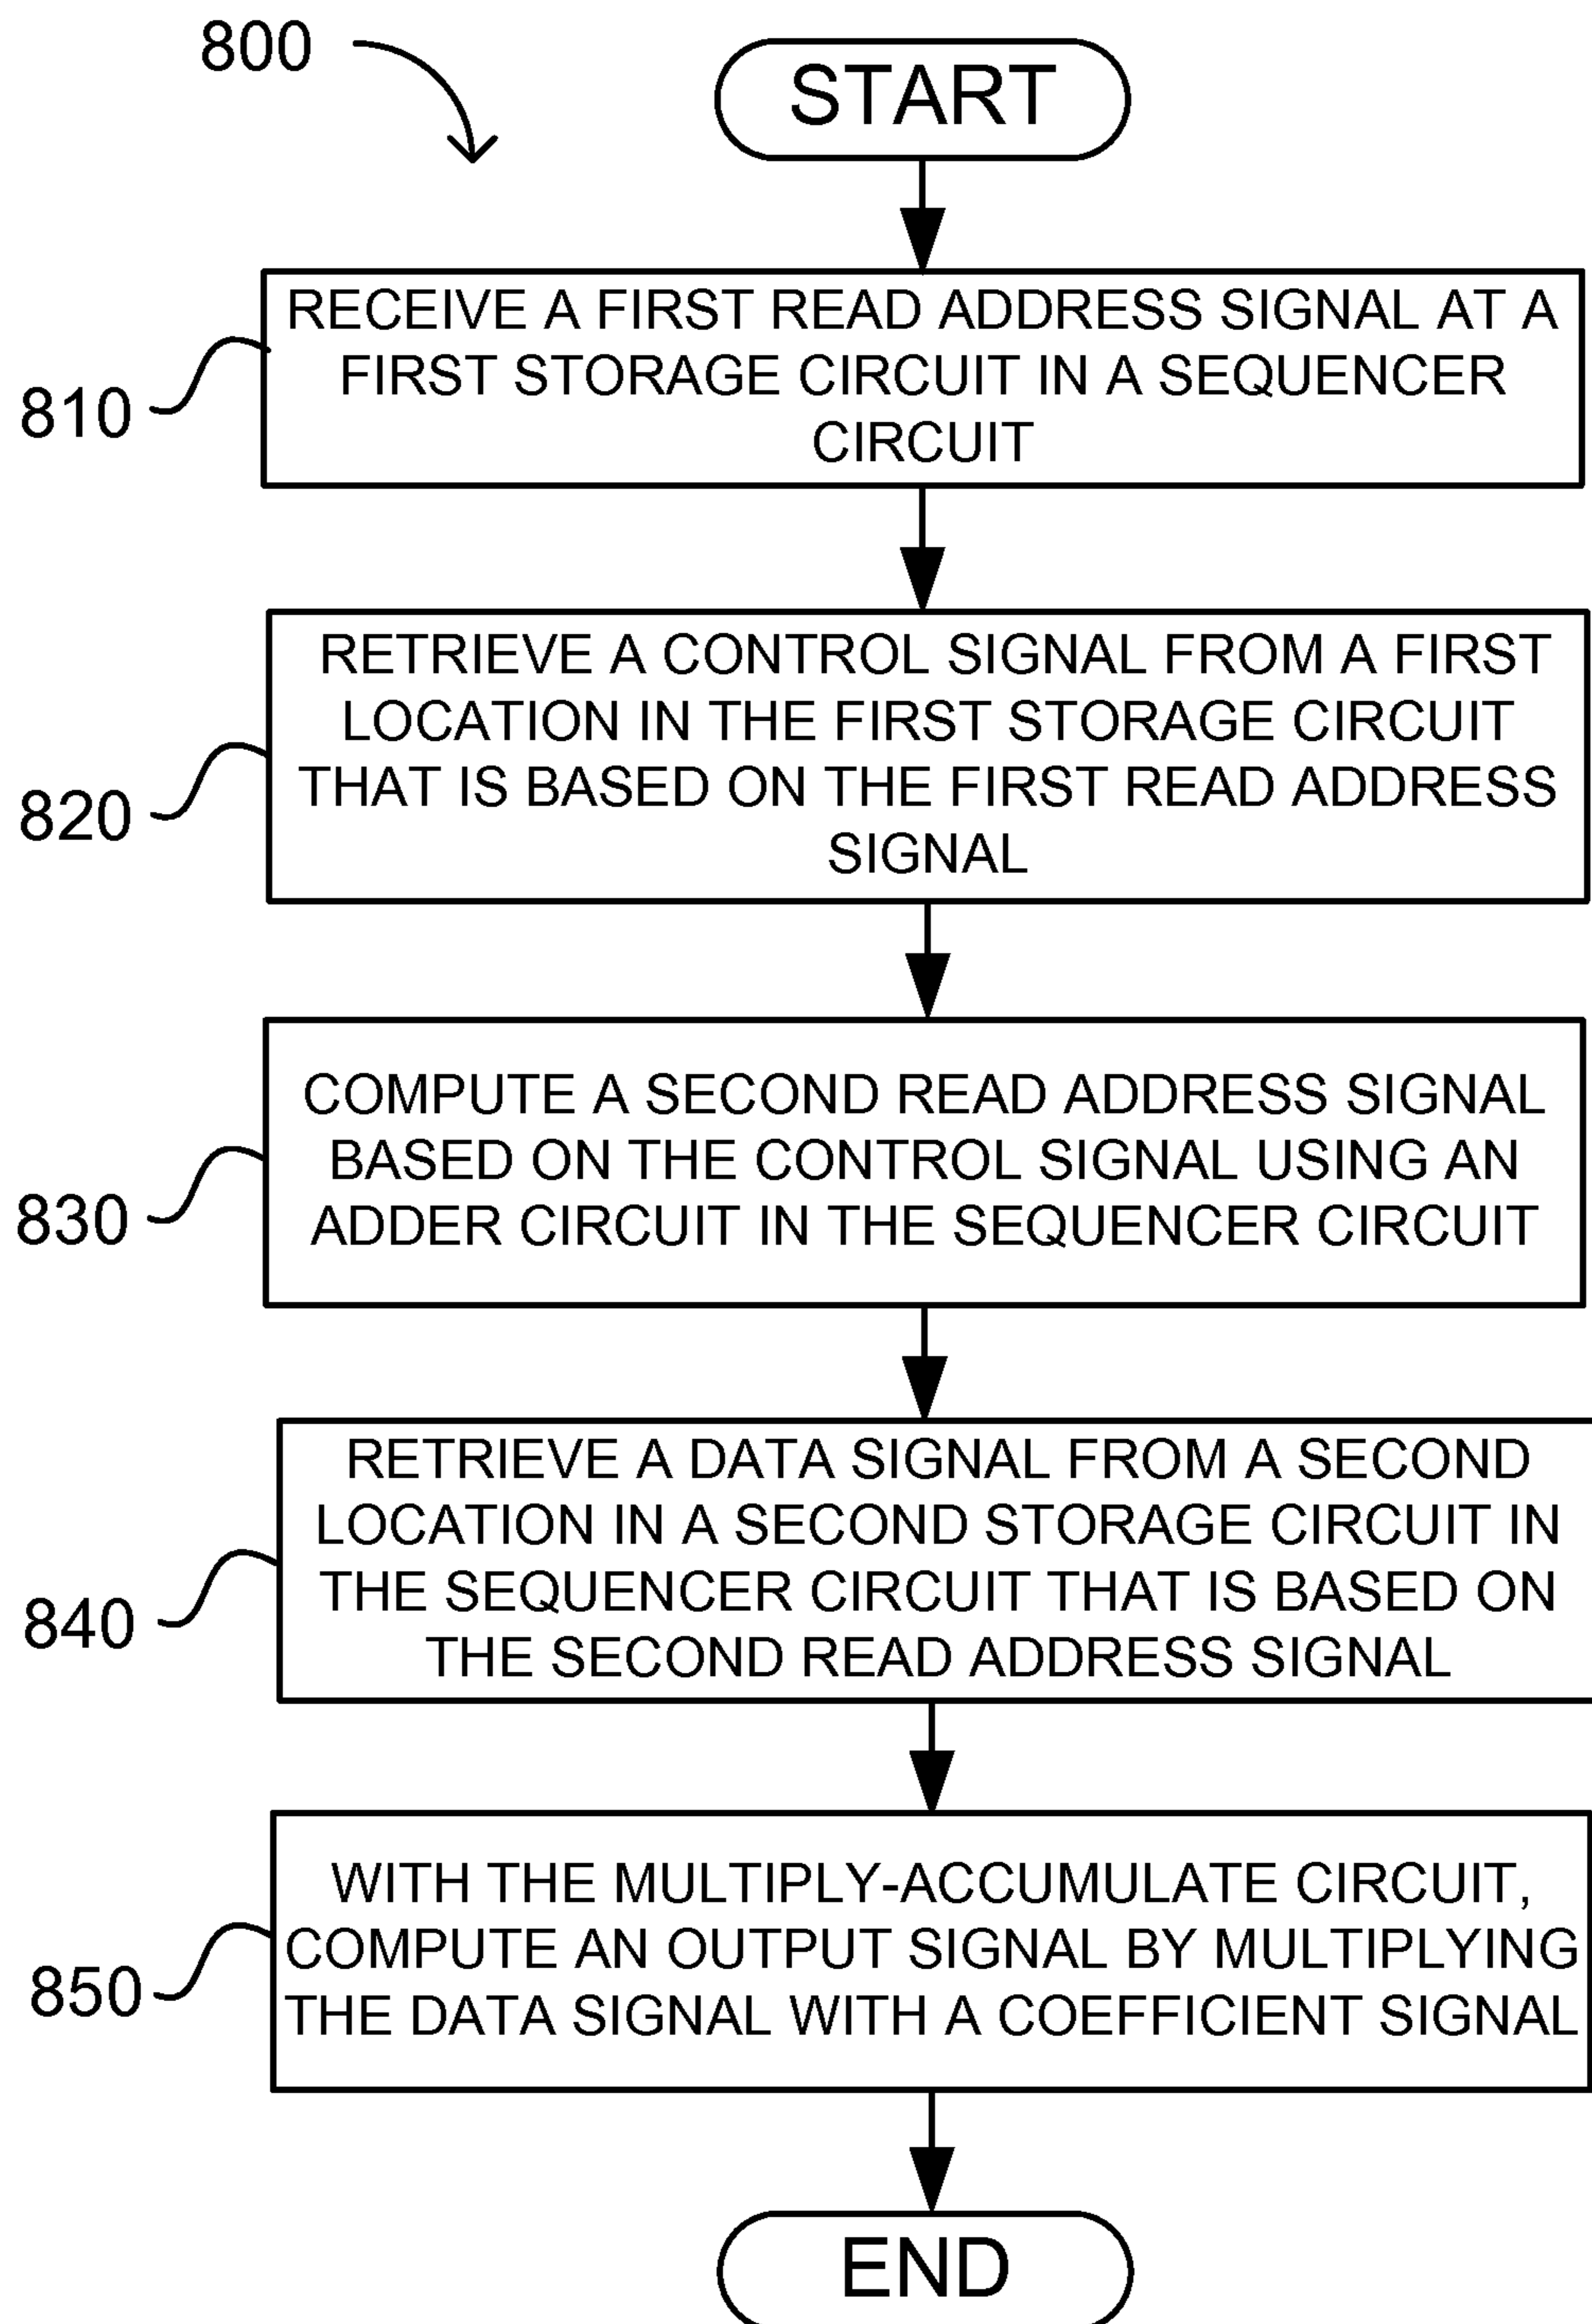 800
START
RECEIVE A FIRST READ ADDRESS SIGNAL AT A
FIRST STORAGE CIRCUIT IN A SEQUENCER
CIRCUIT
810
RETRIEVE A CONTROL SIGNAL FROM A FIRST
LOCATION IN THE FIRST STORAGE CIRCUIT
THAT IS BASED ON THE FIRST READ ADDRESS
SIGNAL
820
COMPUTE A SECOND READ ADDRESS SIGNAL
BASED ON THE CONTROL SIGNAL USING AN
ADDER CIRCUIT IN THE SEQUENCER CIRCUIT
830
RETRIEVE A DATA SIGNAL FROM A SECOND
LOCATION IN A SECOND STORAGE CIRCUIT IN
THE SEQUENCER CIRCUIT THAT IS BASED ON
THE SECOND READ ADDRESS SIGNAL
840
WITH THE MULTIPLY-ACCUMULATE CIRCUIT,
COMPUTE AN OUTPUT SIGNAL BY MULTIPLYING
THE DATA SIGNAL WITH A COEFFICIENT SIGNAL
850
END